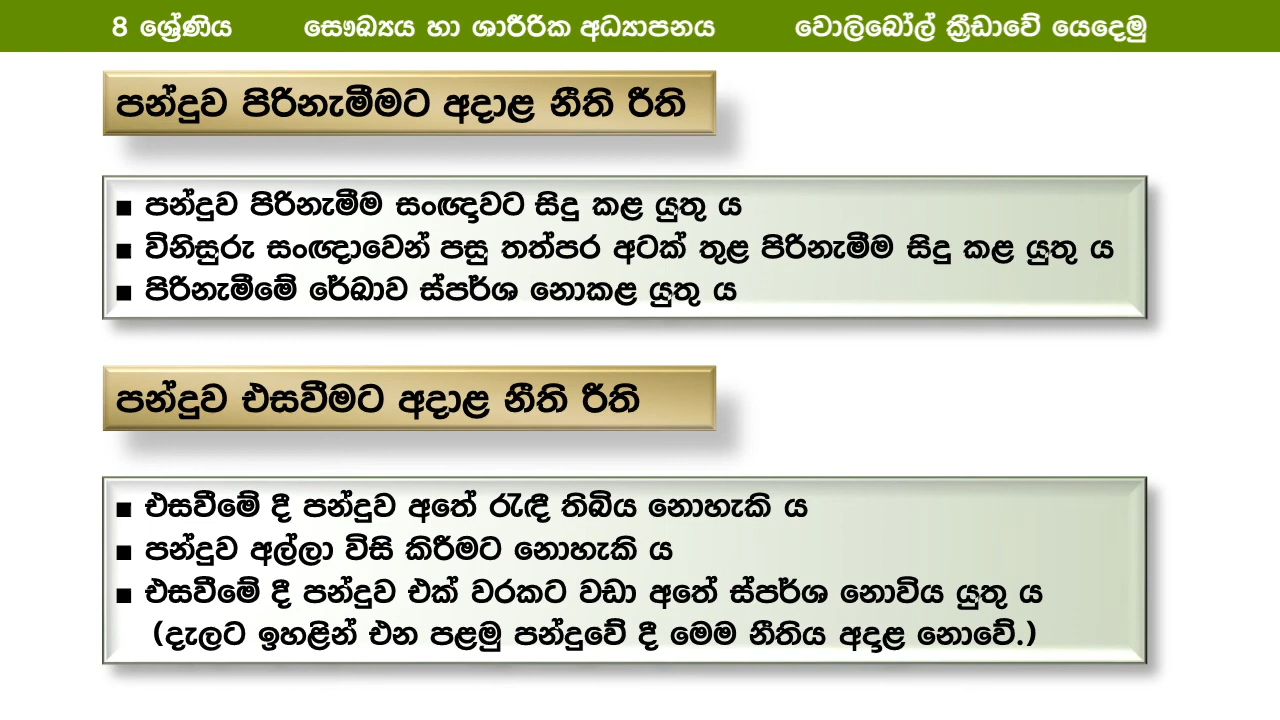 8 ශ්‍රේණිය සෞඛ්‍යය හා ශාරීරික අධ්‍යාපනය වොලිබෝල් ක්‍රීඩාවේ යෙදෙමු
පන්දුව පිරිනැමීමට අදාළ නීති රීති
▪ පන්දුව පිරිනැමීම සංඥාවට සිදු කළ යුතු ය
▪ විනිසුරු සංඥාවෙන් පසු තත්පර අටක් තුළ පිරිනැමීම සිදු කළ යුතු ය
▪ පිරිනැමීමේ රේඛාව ස්පර්ශ නොකළ යුතු ය
පන්දුව එසවීමට අදාළ නීති රීති
▪ එසවීමේ දී පන්දුව අතේ රැඳී තිබිය නොහැකි ය
▪ පන්දුව අල්ලා විසි කිරීමට නොහැකි ය
▪ එසවීමේ දී පන්දුව එක් වරකට වඩා අතේ ස්පර්ශ නොවිය යුතු ය
(දැලට ඉහළින් එන පළමු පන්දුවේ දී මෙම නීතිය අදාළ නොවේ.)